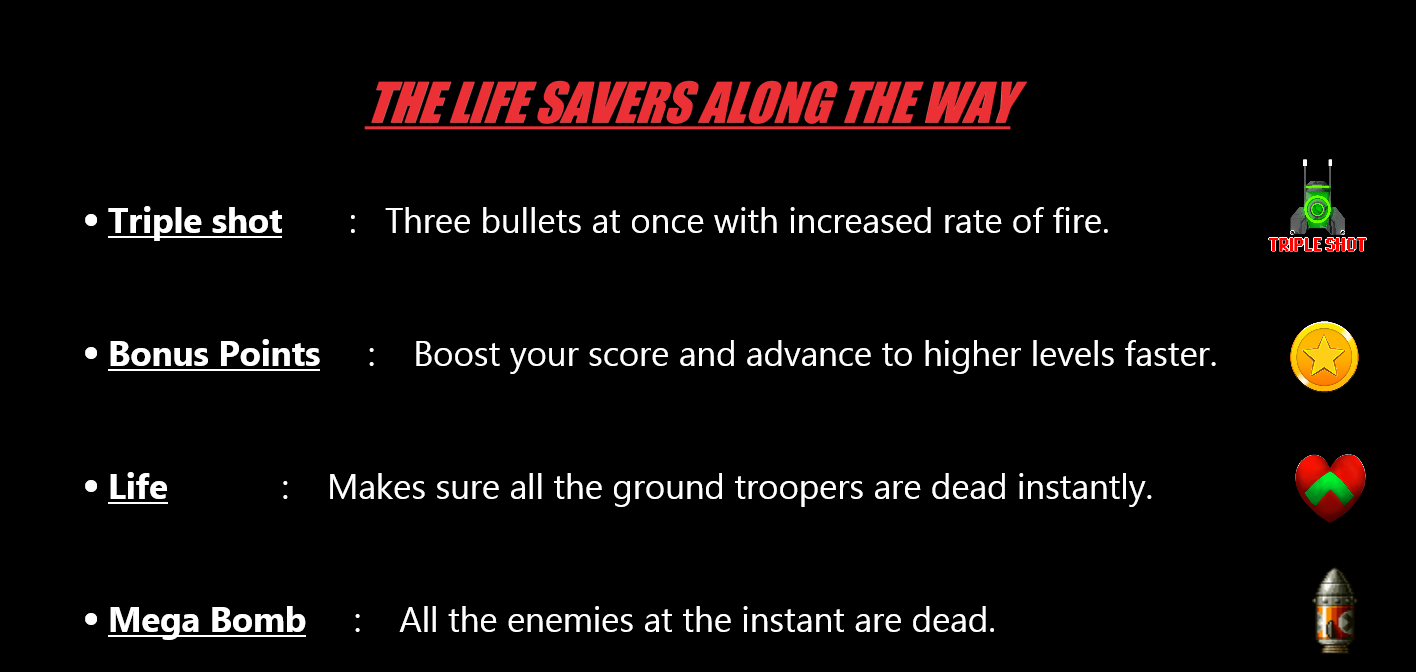 THE LIFE SAVERS ALONG THE WAY
• Triple shot : Three bullets at once with increased rate of fire.
TRIPLE SHOT
• Bonus Points : Boost your score and advance to higher levels faster.
• Life : Makes sure all the ground troopers are dead instantly.
• Mega Bomb : All the enemies at the instant are dead.